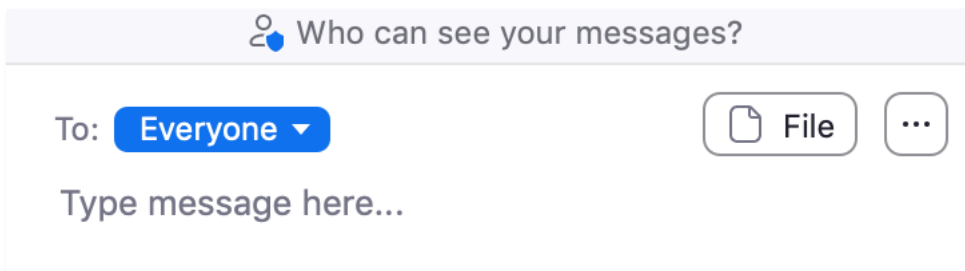 Who can see your messages?
To: Everyone File ...
Type message here...